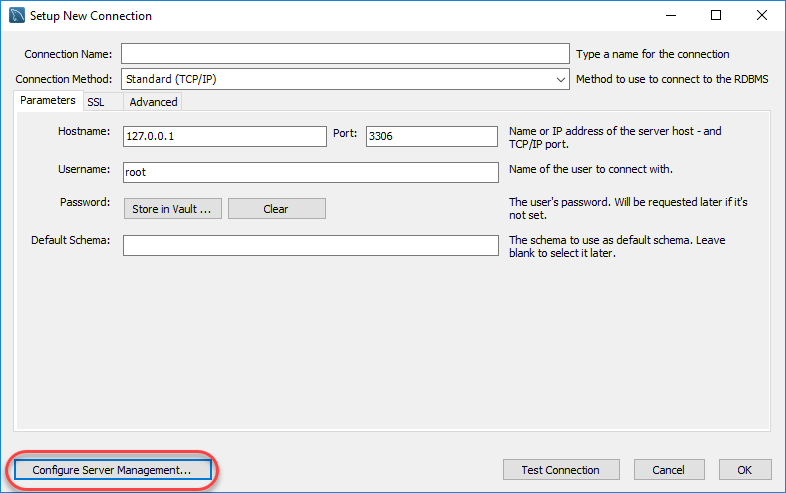 Setup New Connection
Connection Name:
Type a name for the connection
Connection Method:
Standard (TCP/IP)
Method to use to connect to the RDBMS
Parameters
SSL
Advanced
Hostname:
127.0.0.1
Port:
3306
Name or IP address of the server host - and
TCP/IP port.
Username:
root
Name of the user to connect with.
Password:
Store in Vault ...
Clear
The user's password. Will be requested later if it's
not set.
Default Schema:
The schema to use as default schema. Leave
blank to select it later.
Configure Server Management...
Test Connection
Cancel
OK